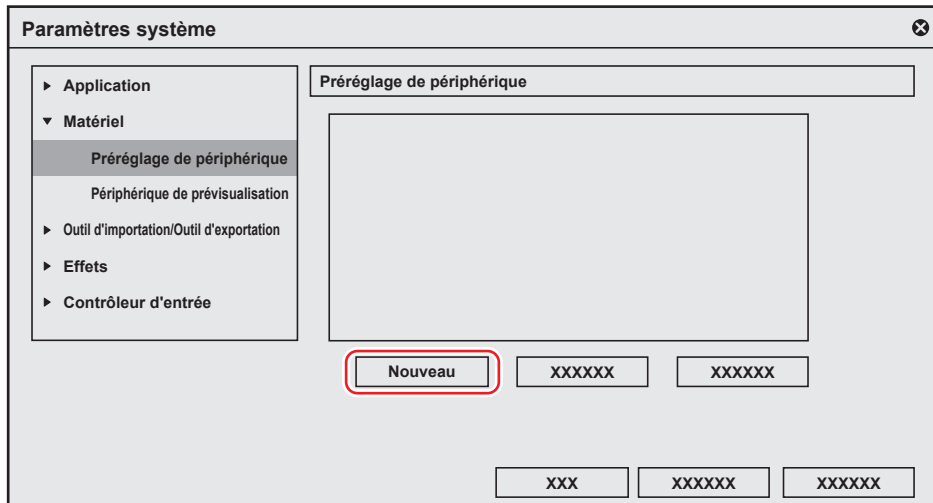 Paramètres système
Application
Matériel
Préréglage de périphérique
Périphérique de prévisualisation
Outil d'importation/Outil d'exportation
Effets
Contrôleur d'entrée
Préréglage de périphérique
Nouveau XXXXXX XXXXXX
XXX XXXXXX XXXXXX